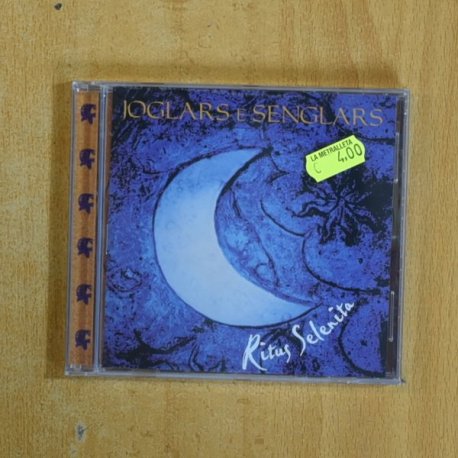 JOGLARS E SENGLARS
LA METRALLETA
€ 4,00
Ritus Selenita